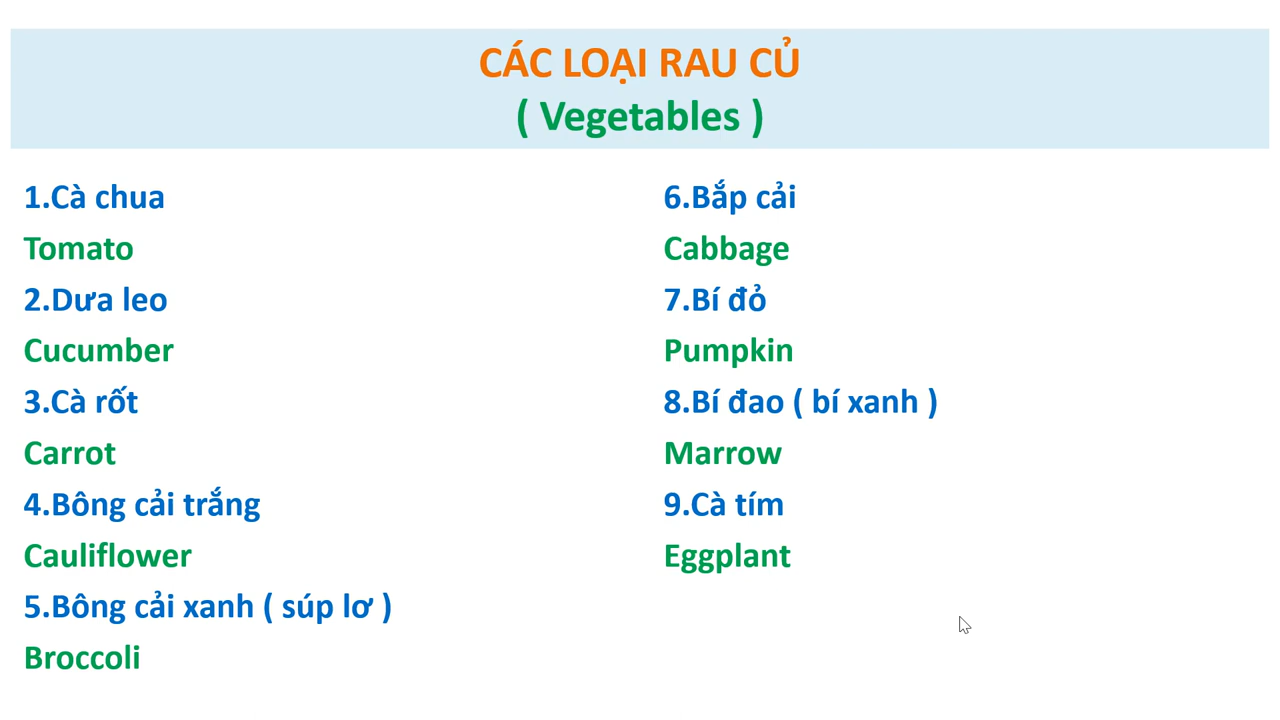 CÁC LOẠI RAU CỦ
( Vegetables )
1.Cà chua
Tomato
2.Dưa leo
Cucumber
3.Cà rốt
Carrot
4.Bông cải trắng
Cauliflower
5.Bông cải xanh ( súp lơ )
Broccoli
6.Bắp cải
Cabbage
7.Bí đỏ
Pumpkin
8.Bí đao ( bí xanh )
Marrow
9.Cà tím
Eggplant